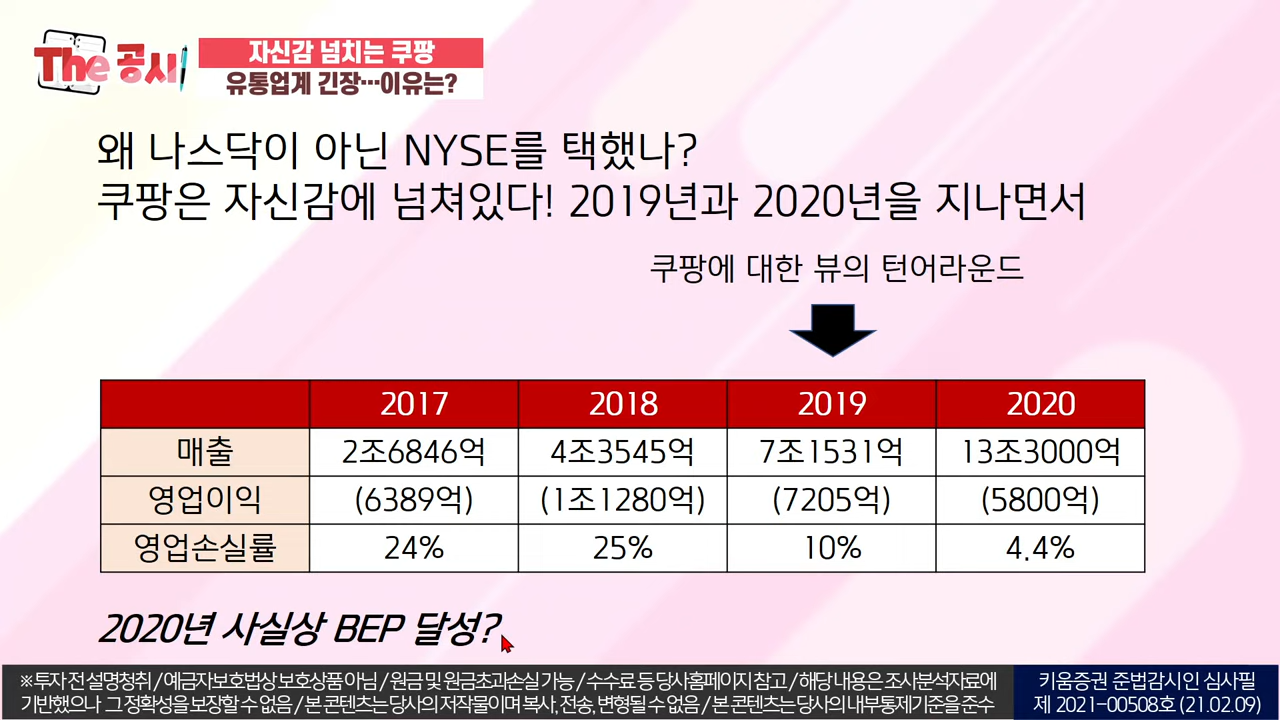 The 공시
자신감 넘치는 쿠팡
유통업계 긴장…이유는?
왜 나스닥이 아닌 NYSE를 택했나?
쿠팡은 자신감에 넘쳐있다! 2019년과 2020년을 지나면서
쿠팡에 대한 뷰의 턴어라운드
2017 2018 2019 2020
매출 2조6846억 4조3545억 7조1531억 13조3000억
영업이익 (6389억) (1조1280억) (7205억) (5800억)
영업손실률 24% 25% 10% 4.4%
2020년 사실상 BEP 달성?
※투자 전 설명청취 / 예금자보호법상 보호상품 아님 / 원금 및 원금초과손실 가능 / 수수료 등 당사홈페이지 참고 / 해당 내용은 조사분석자료에
기반했으나 그 정확성을 보장할 수 없음 / 본 콘텐츠는 당사의 저작물이며 복사, 전송, 변형될 수 없음 / 본 콘텐츠는 당사의 내부통제기준을 준수
키움증권 준법감시인 심사필
제 2021-00508호 (21.02.09)